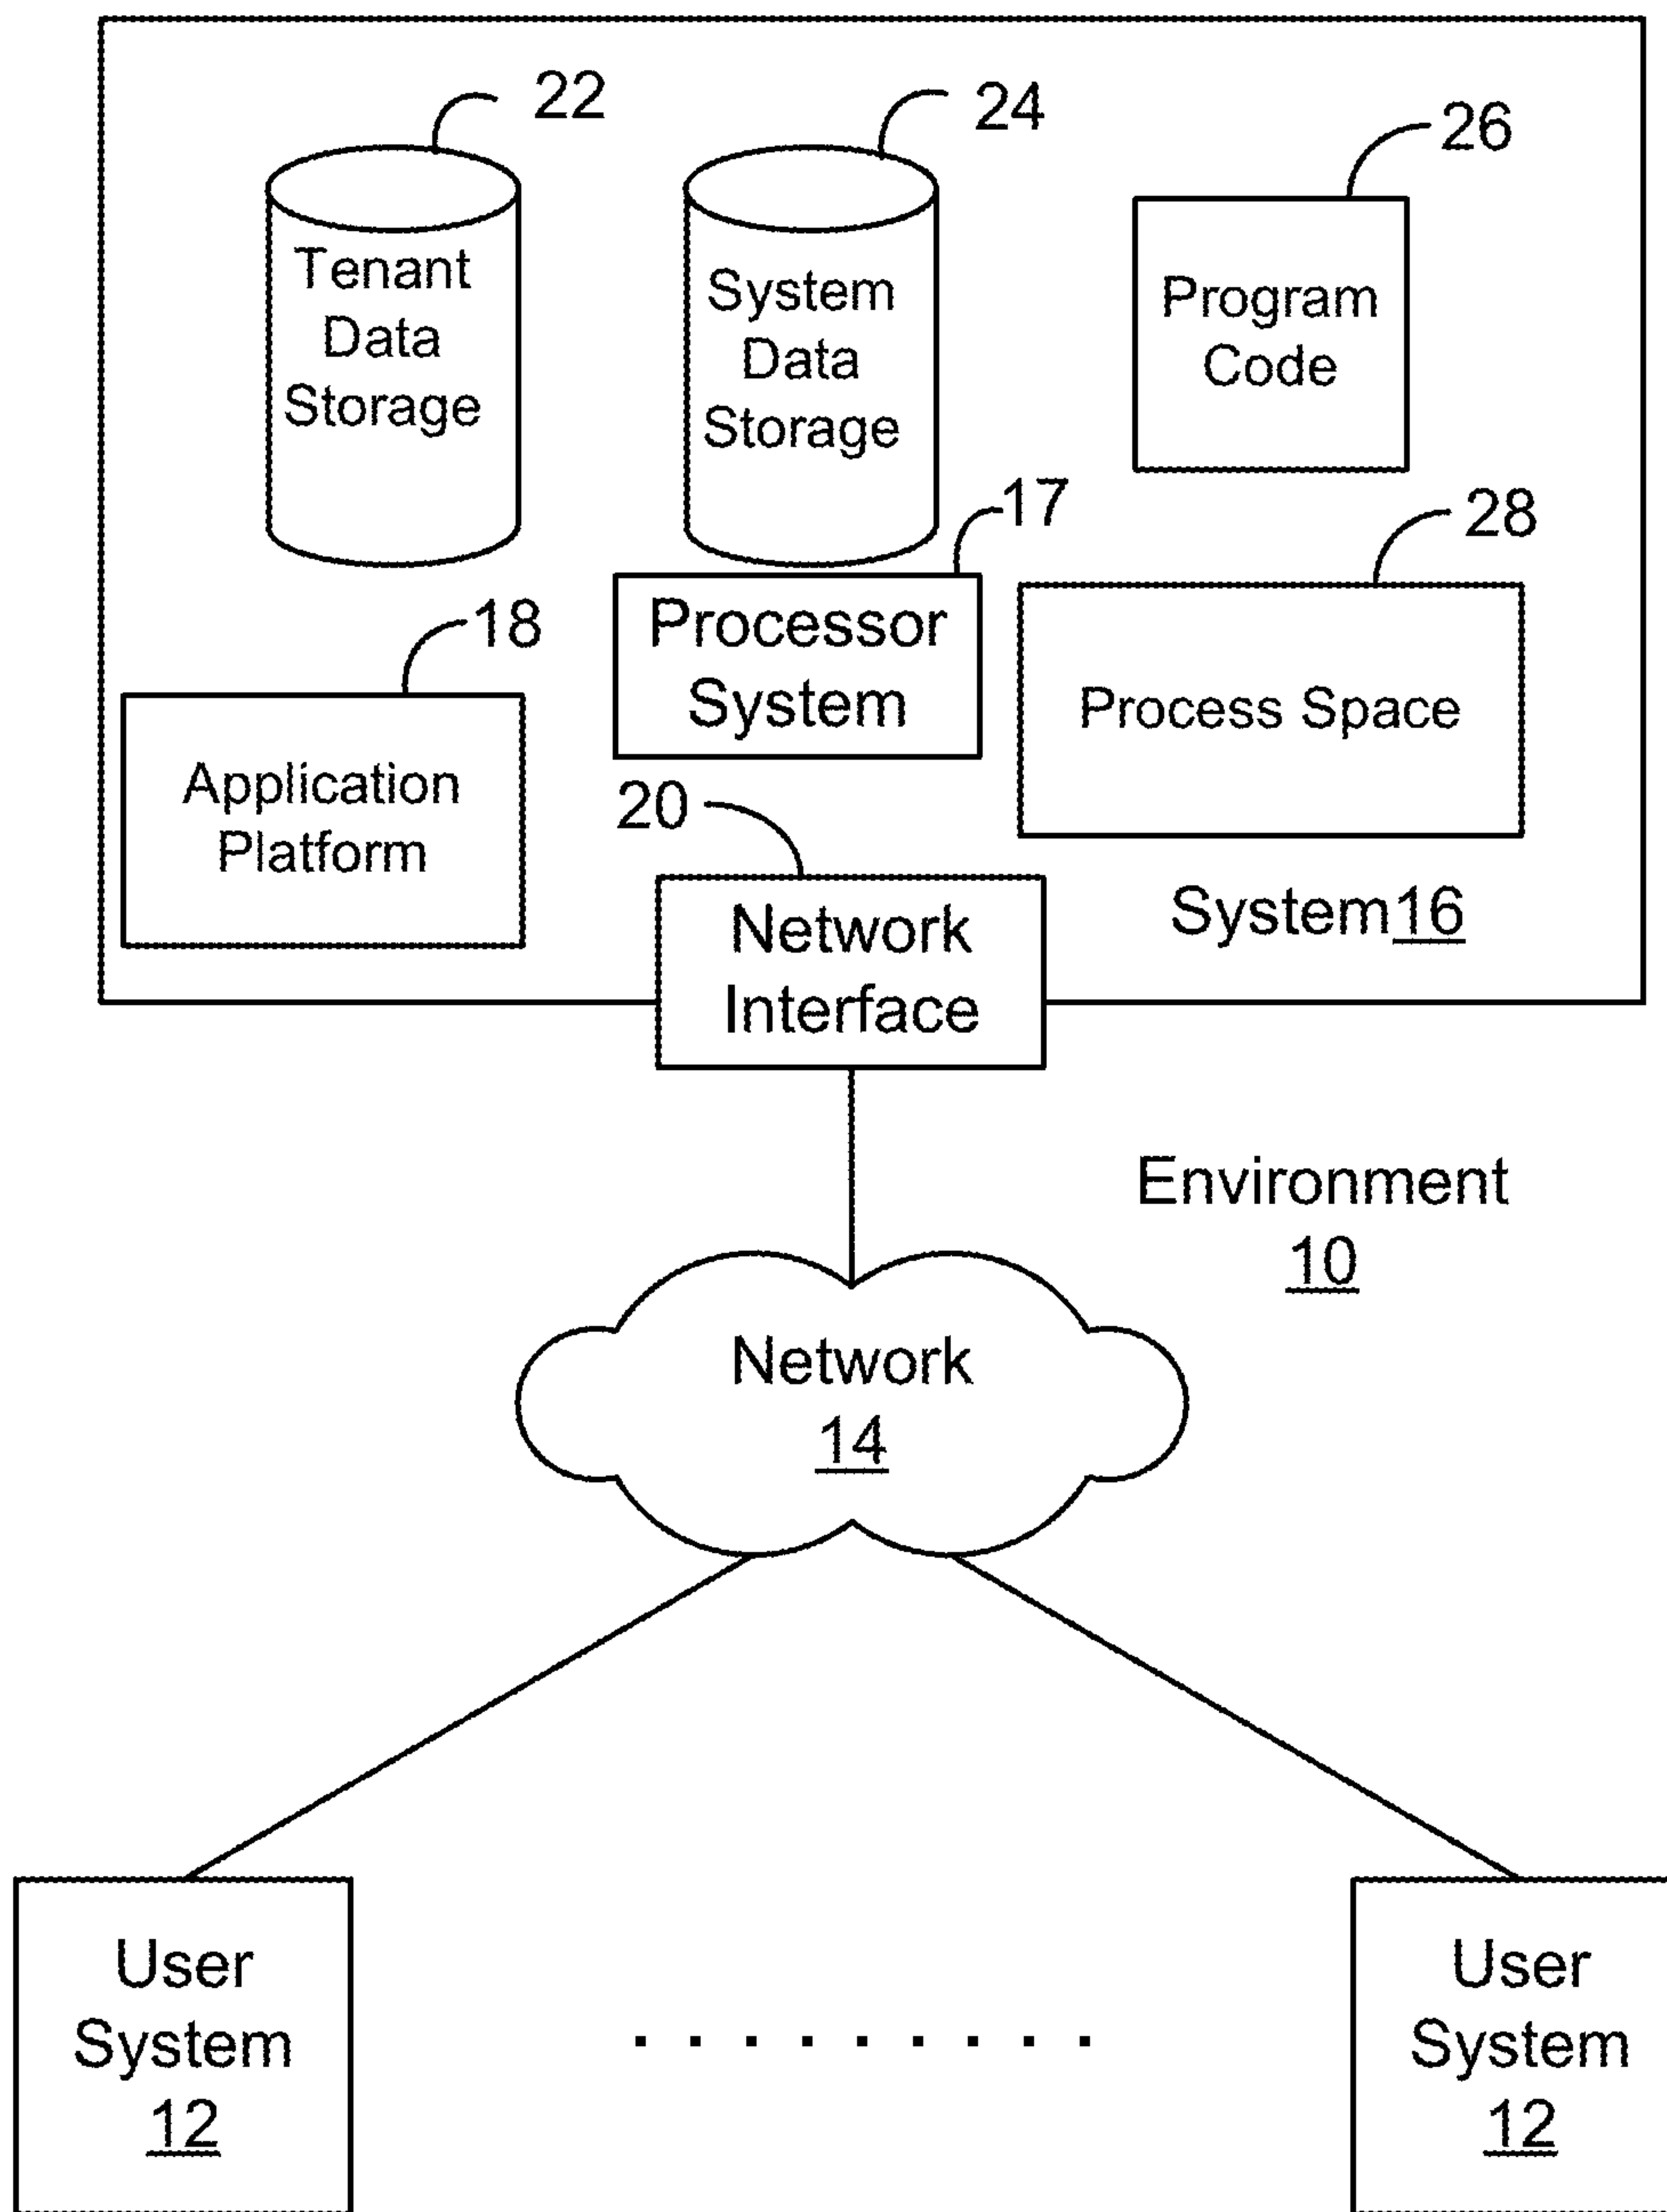 22
24
26
Tenant
Data
Storage
System
Data
Storage
Program
Code
17
28
18
Processor
System
Process Space
Application
Platform
20
Network
Interface
System16
Environment
10
Network
14
User
System
12
User
System
12